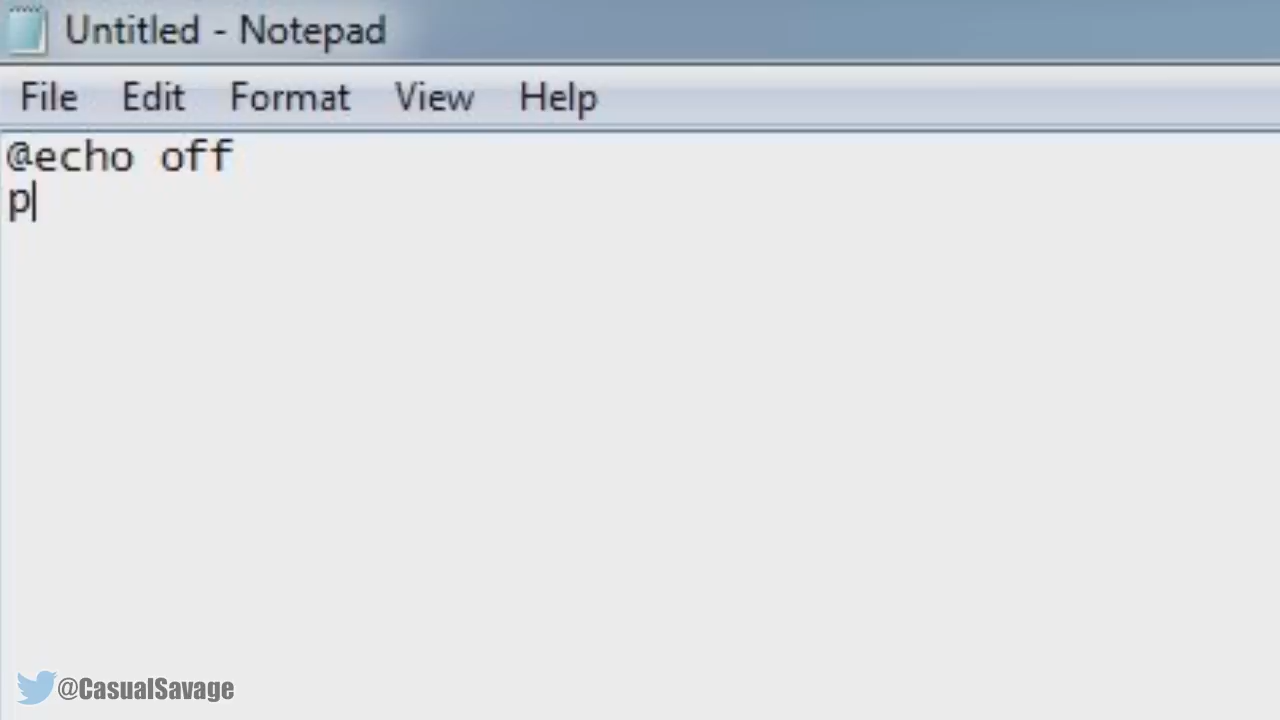 Untitled - Notepad
File Edit Format View Help
@echo off
p
@CasualSavage